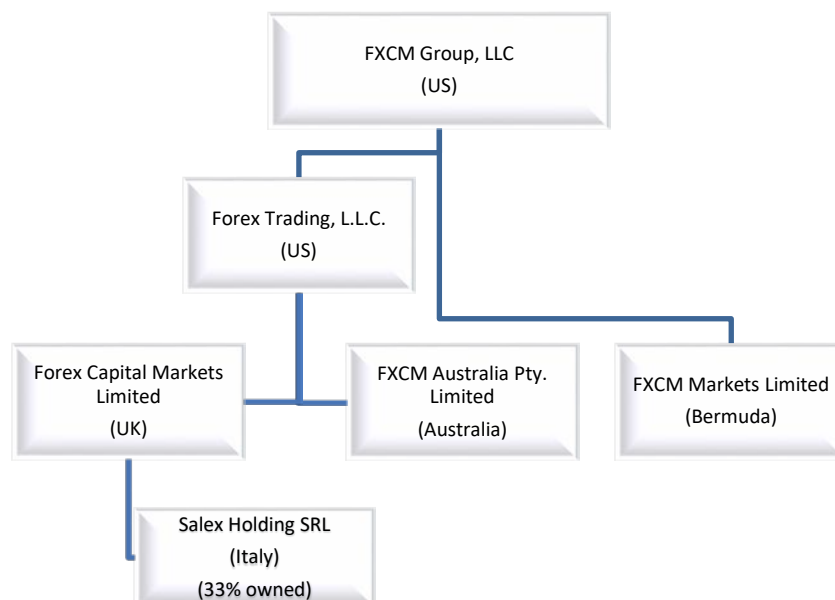 FXCM Group, LLC
(US)
Forex Trading, L.L.C.
(US)
Forex Capital Markets
Limited
(UK)
FXCM Australia Pty.
Limited
(Australia)
FXCM Markets Limited
(Bermuda)
Salex Holding SRL
(Italy)
(33% owned)